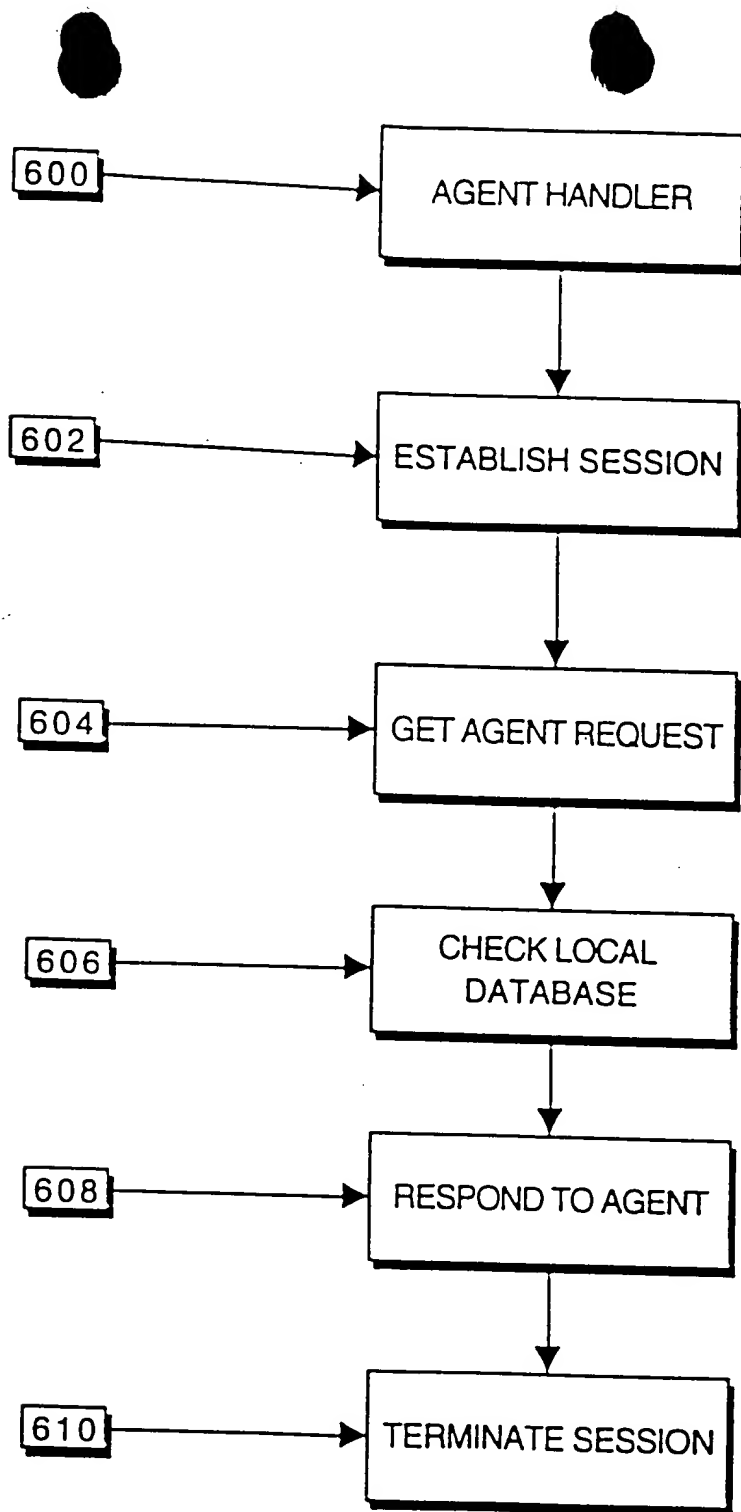 600
AGENT HANDLER
602
ESTABLISH SESSION
604
GET AGENT REQUEST
606
CHECK LOCAL
DATABASE
608
RESPOND TO AGENT
610
TERMINATE SESSION